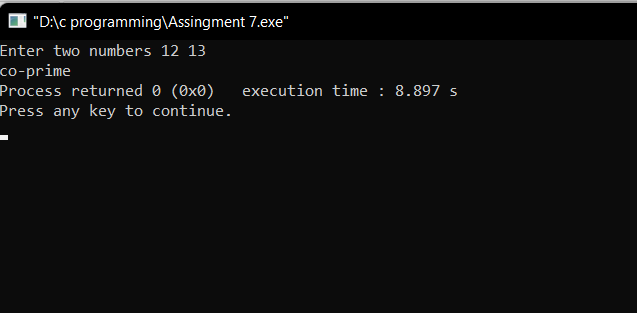 "D:\c programming\Assingment 7.exe"
Enter two numbers 12 13
co-prime
Process returned 0 (0x0)   execution time : 8.897 s
Press any key to continue.